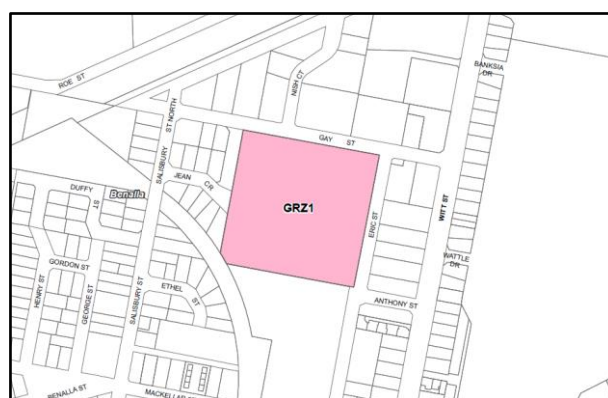 ROE ST
NISH CT
BANKSIA
DR
SALISBURY
ST NORTH
GAY ST
JEAN CR
DUFFY
ST
Benalla
GRZ1
ERIC ST
WITT ST
WATTLE
DR
GORDON ST
HENRY ST
GEORGE ST
SALISBURY ST
ETHEL
ST
ANTHONY ST
BENALLA ST